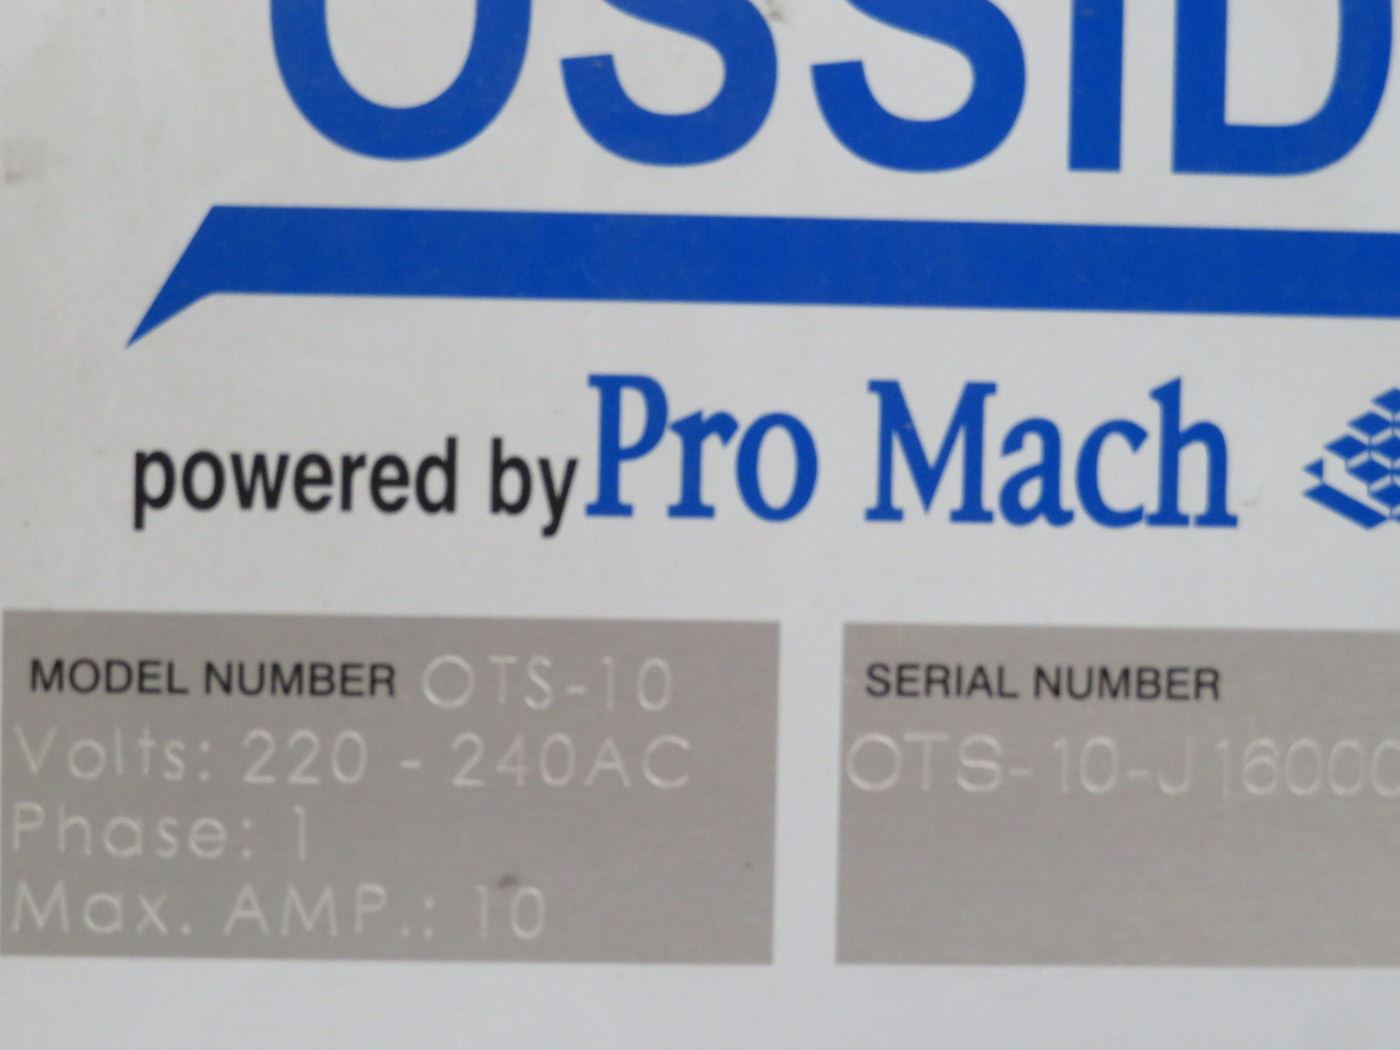 OSSID
powered by Pro Mach
MODEL NUMBER OTS-10
Volts: 220 - 240AC
Phase: 1
Max. AMP.: 10
SERIAL NUMBER
OTS-10-J16000